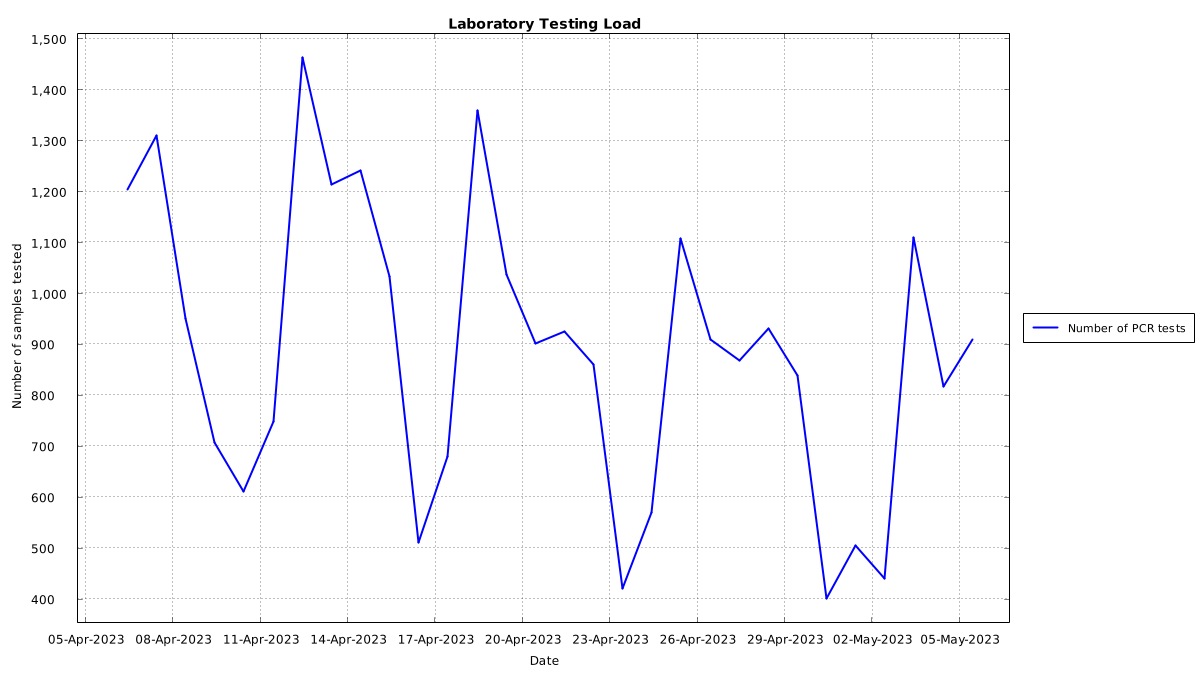 Laboratory Testing Load
1,500
1,400
1,300
1,200
1,100
1,000
900
800
700
600
500
400
Number of samples tested
05-Apr-2023 08-Apr-2023 11-Apr-2023 14-Apr-2023 17-Apr-2023 20-Apr-2023 23-Apr-2023 26-Apr-2023 29-Apr-2023 02-May-2023 05-May-2023
Date
Number of PCR tests